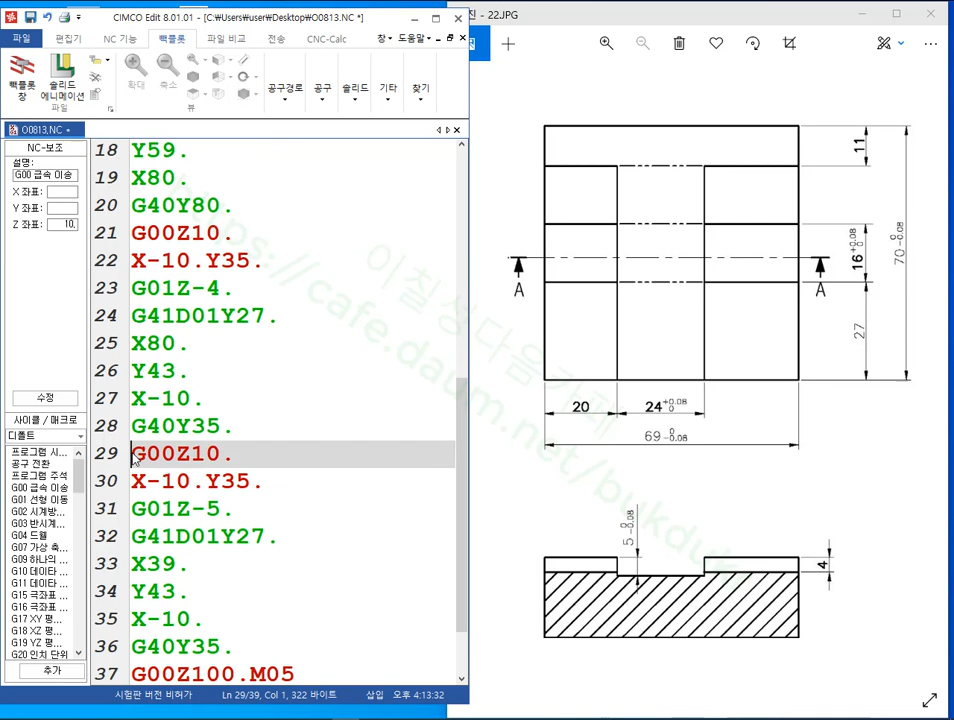 CIMCO Edit 8.01.01 - [C:₩Users₩user₩Desktop₩O0813.NC *]
진 - 22.JPG
파일 편집기 NC 기능 백플롯 파일 비교 전송 CNC-Calc 창 도움말
백플롯 창
솔리드 에니메이션
확대
축소
공구경로
공구
솔리드
기타
찾기
파일
뷰
O0813,NC
NC-보조
설명:
G00 급속 이송
X 좌표:
Y 좌표:
Z 좌표: 10,
수정
사이클 / 매크로
디폴트
프로그램 시...
공구 전환
프로그램 주석
G00 급속 이송
G01 선형 이동
G02 시계방...
G03 반시계...
G04 드웰
G07 가상 축...
G09 하나의 ...
G10 데이타 ...
G11 데이타 ...
G15 극좌표 ...
G16 극좌표 ...
G17 XY 평...
G18 XZ 평...
G19 YZ 평...
G20 인치 단위
추가
18 Y59.
19 X80.
20 G40Y80.
21 G00Z10.
22 X-10.Y35.
23 G01Z-4.
24 G41D01Y27.
25 X80.
26 Y43.
27 X-10.
28 G40Y35.
29 G00Z10.
30 X-10.Y35.
31 G01Z-5.
32 G41D01Y27.
33 X39.
34 Y43.
35 X-10.
36 G40Y35.
37 G00Z100.M05
시험판 버전 비허가 Ln 29/39, Col 1, 322 바이트 삽입 오후 4:13:32
11
16 +0.08 0
70 0 -0.08
27
A
A
20
24 +0.08 0
69 0 -0.08
5 0 -0.08
4
이철성다음카페